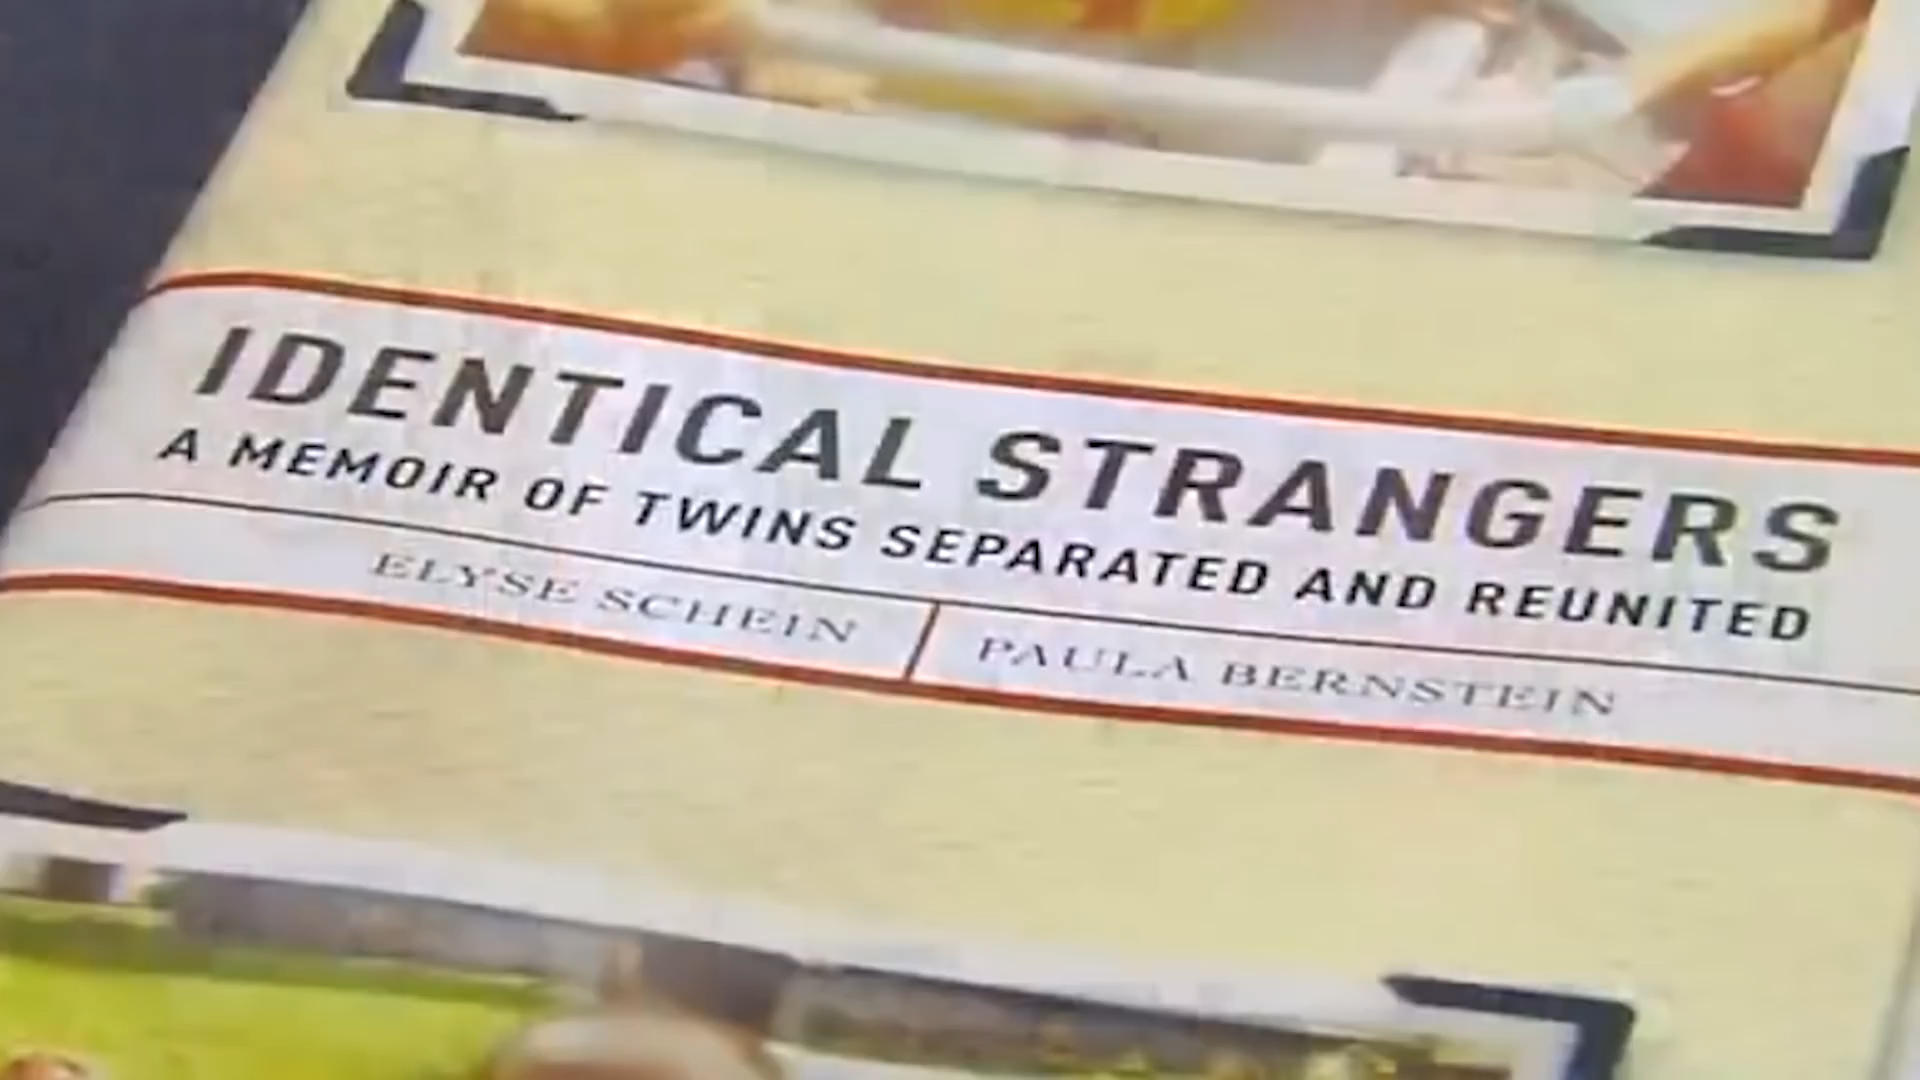 IDENTICAL STRANGERS
A MEMOIR OF TWINS SEPARATED AND REUNITED
ELYSE SCHEIN
PAULA BERNSTEIN